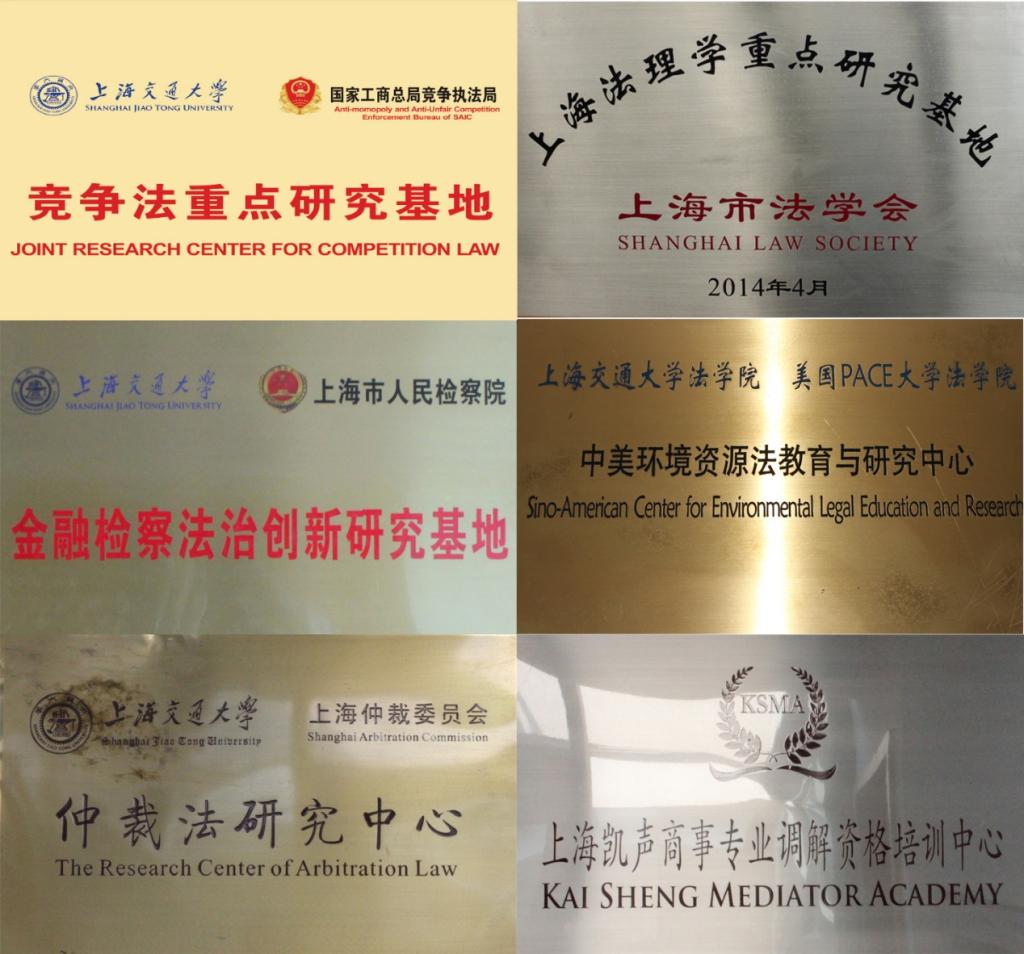 上海交通大学
SHANGHAI JIAO TONG UNIVERSITY
国家工商总局竞争执法局
Anti-momopoly and Anti-Unfair Competition
Enforcement Bureau of SAIC
竞争法重点研究基地
JOINT RESEARCH CENTER FOR COMPETITION LAW
上海法理学重点研究基地
上海市法学会
SHANGHAI LAW SOCIETY
2014年4月
上海交通大学
SHANGHAI JIAO TONG UNIVERSITY
上海市人民检察院
金融检察法治创新研究基地
上海交通大学法学院 美国PACE大学法学院
中美环境资源法教育与研究中心
Sino-American Center for Environmental Legal Education and Research
上海交通大学
Shanghai Jiao Tong University
上海仲裁委员会
Shanghai Arbitration Commission
仲裁法研究中心
The Research Center of Arbitration Law
KSMA
上海凯声商事专业调解资格培训中心
KAI SHENG MEDIATOR ACADEMY